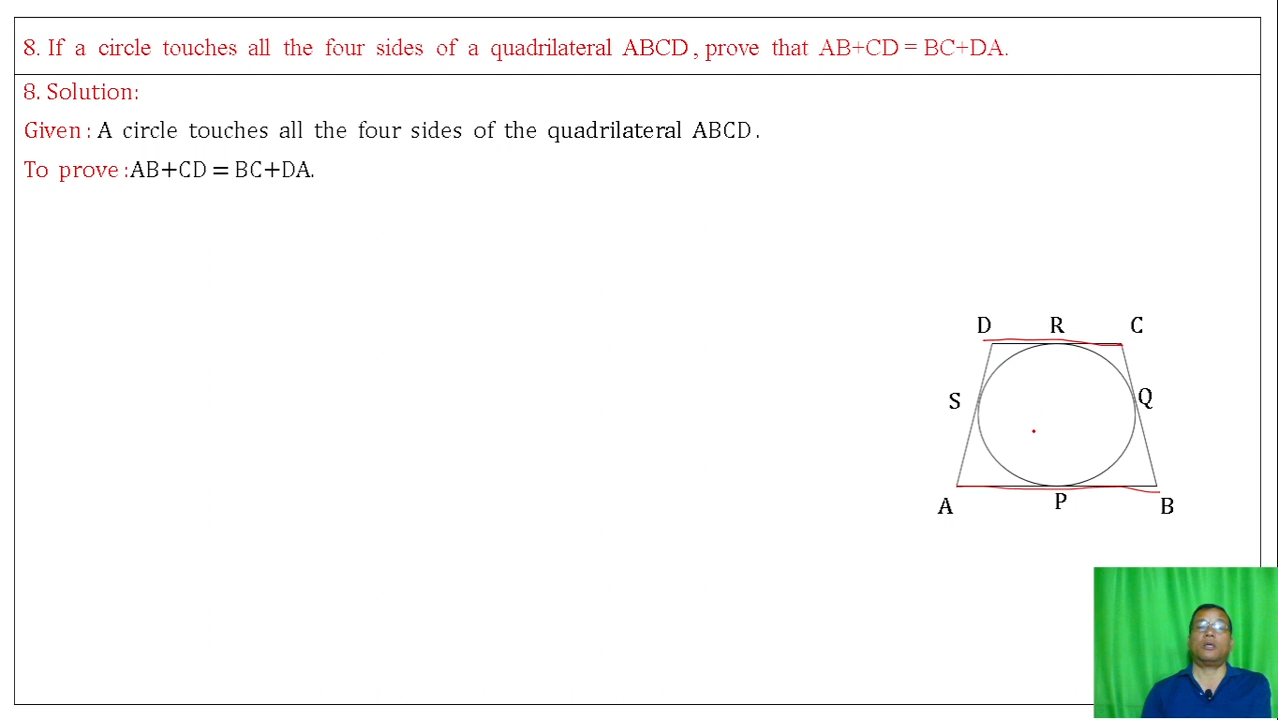 8. If a circle touches all the four sides of a quadrilateral ABCD, prove that AB+CD = BC+DA.
8. Solution:
Given : A circle touches all the four sides of the quadrilateral ABCD.
To prove :AB+CD = BC+DA.
D R C
S Q
A P B